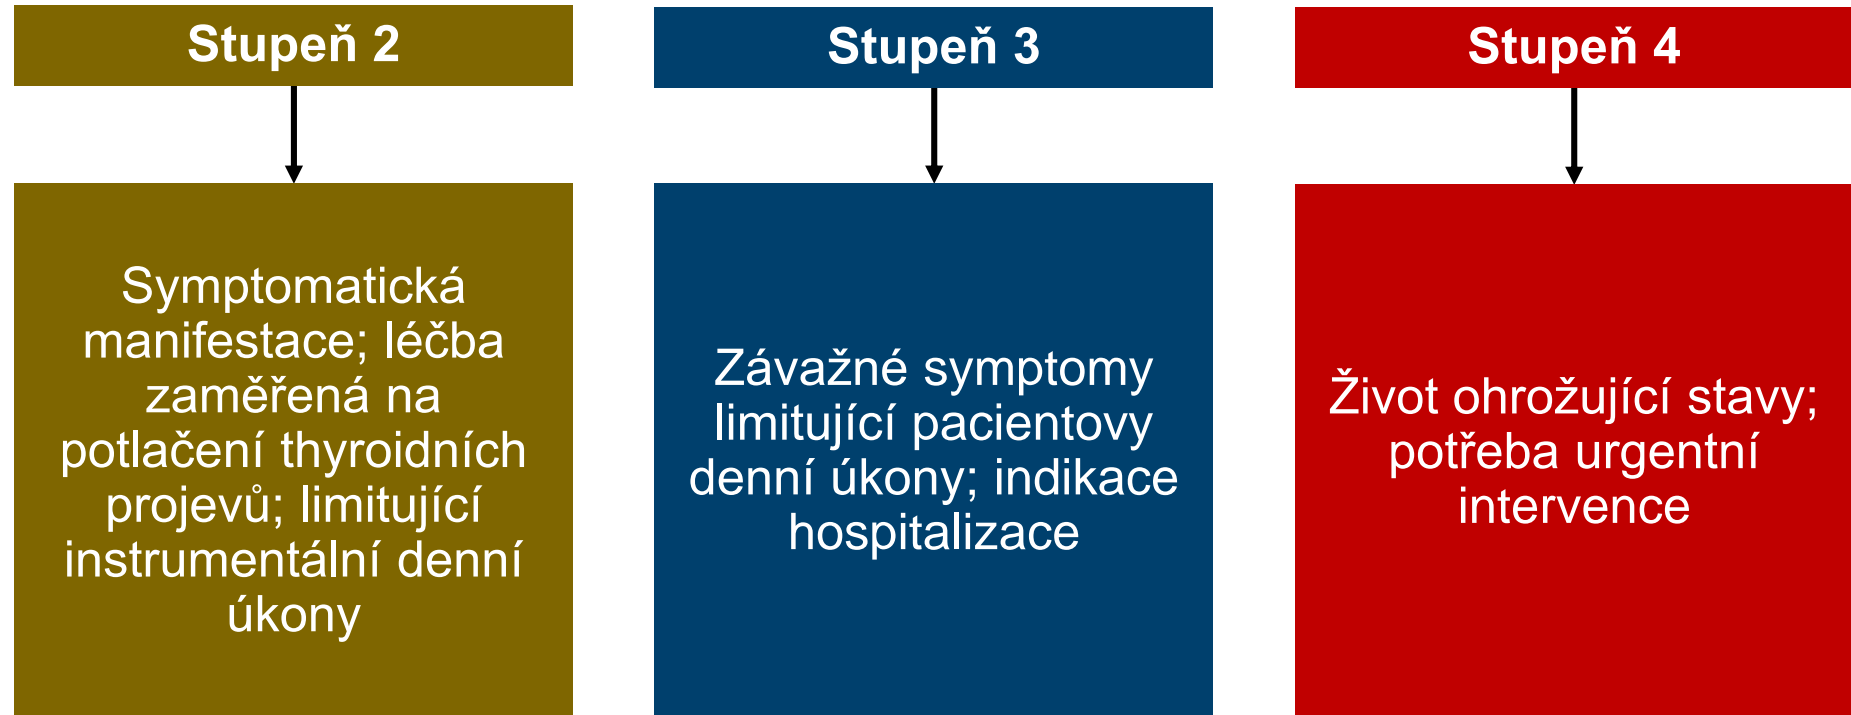 Stupeň 2
Symptomatická
manifestace; léčba
zaměřená na
potlačení thyroidních
projevů; limitující
instrumentální denní
úkony
Stupeň 3
Závažné symptomy
limitující pacientovy
denní úkony; indikace
hospitalizace
Stupeň 4
Život ohrožující stavy;
potřeba urgentní
intervence